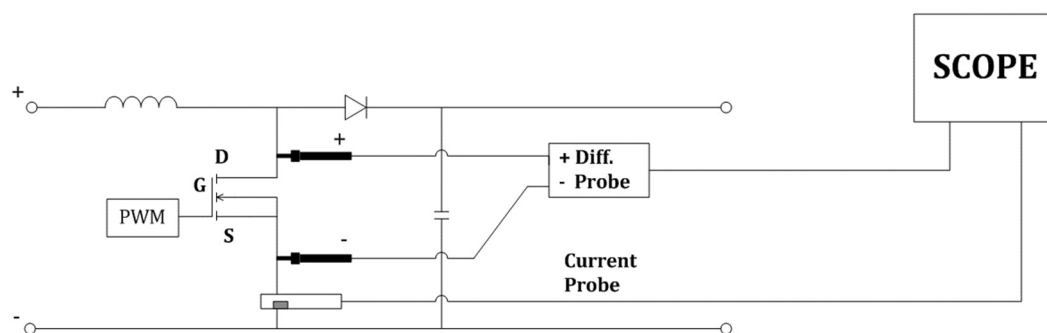 SCOPE
+
+
D
+ Diff.
- Probe
G
PWM
S
-
Current
Probe
-